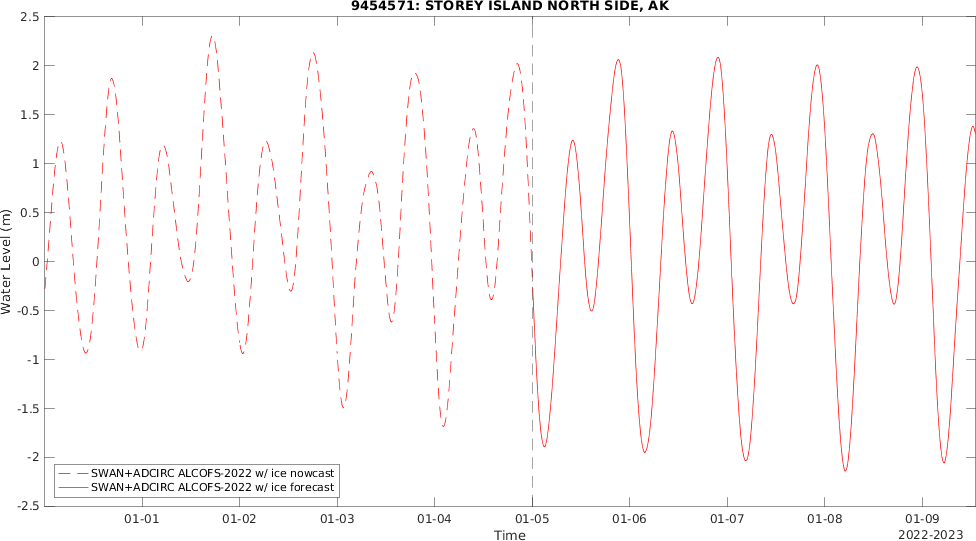 9454571: STOREY ISLAND NORTH SIDE, AK
2.5
2
1.5
1
0.5
0
-0.5
-1
-1.5
-2
-2.5
Water Level (m)
SWAN+ADCIRC ALCOFS-2022 w/ ice nowcast
SWAN+ADCIRC ALCOFS-2022 w/ ice forecast
01-01 01-02 01-03 01-04 01-05 01-06 01-07 01-08 01-09
Time
2022-2023